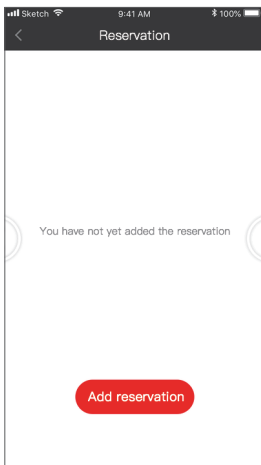 Sketch 9:41 AM 100%
Reservation
You have not yet added the reservation
Add reservation